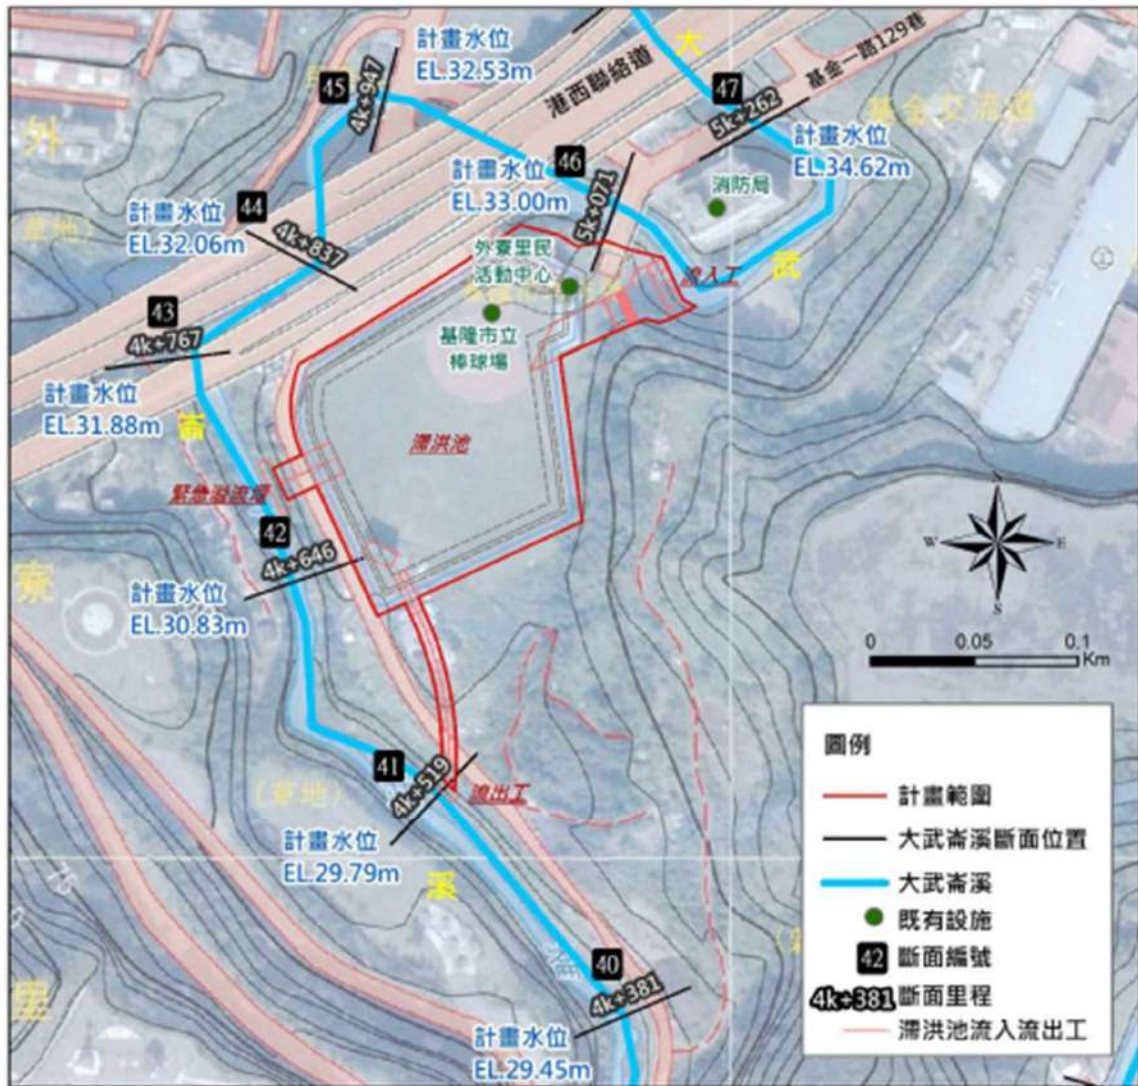 計畫水位
EL.32.53m
45
4k+947
港西聯絡道
大
47
5k+262
基金一路129巷
基金交流道
外
計畫水位
EL.34.62m
46
計畫水位
EL.33.00m
5k+071
消防局
44
計畫水位
EL.32.06m
4k+837
外寮里民
活動中心
流入工
武
43
4k+767
基隆市立
棒球場
計畫水位
EL.31.88m
崙
滯洪池
緊急溢流堰
42
4k+646
計畫水位
EL.30.83m
寮
N
W
E
S
0
0.05
0.1
Km
41
4k+519
流出工
(草地)
計畫水位
EL.29.79m
溪
40
4k+381
計畫水位
EL.29.45m
里
圖例
計畫範圍
大武崙溪斷面位置
大武崙溪
既有設施
42
斷面編號
4k+381
斷面里程
滯洪池流入流出工